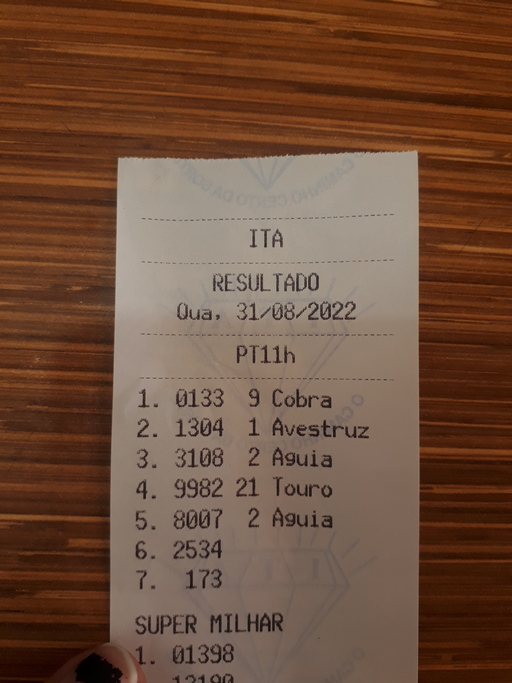 ITA
RESULTADO
Qua, 31/08/2022
PT11h
1. 0133 9 Cobra
2. 1304 1 Avestruz
3. 3108 2 Aguia
4. 9982 21 Touro
5. 8007 2 Aguia
6. 2534
7. 173
SUPER MILHAR
1. 01398